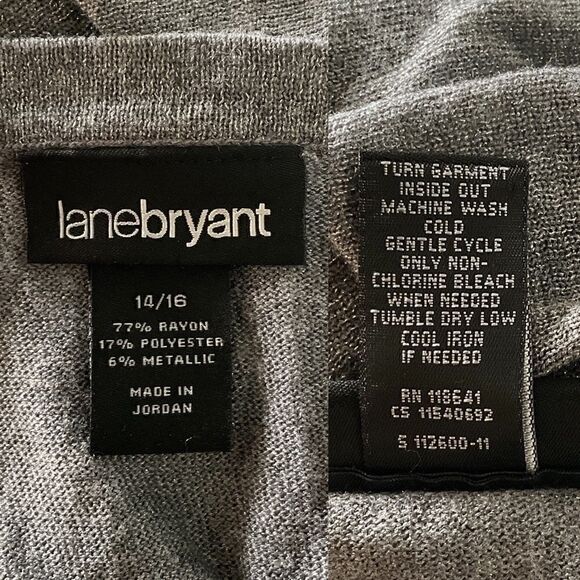 lanebryant
14/16
77% RAYON
17% POLYESTER
6% METALLIC
MADE IN
JORDAN
TURN GARMENT
INSIDE OUT
MACHINE WASH
COLD
GENTLE CYCLE
ONLY NON-
CHLORINE BLEACH
WHEN NEEDED
TUMBLE DRY LOW
COOL IRON
IF NEEDED
RN 118641
CS 11540692
S 112600-11